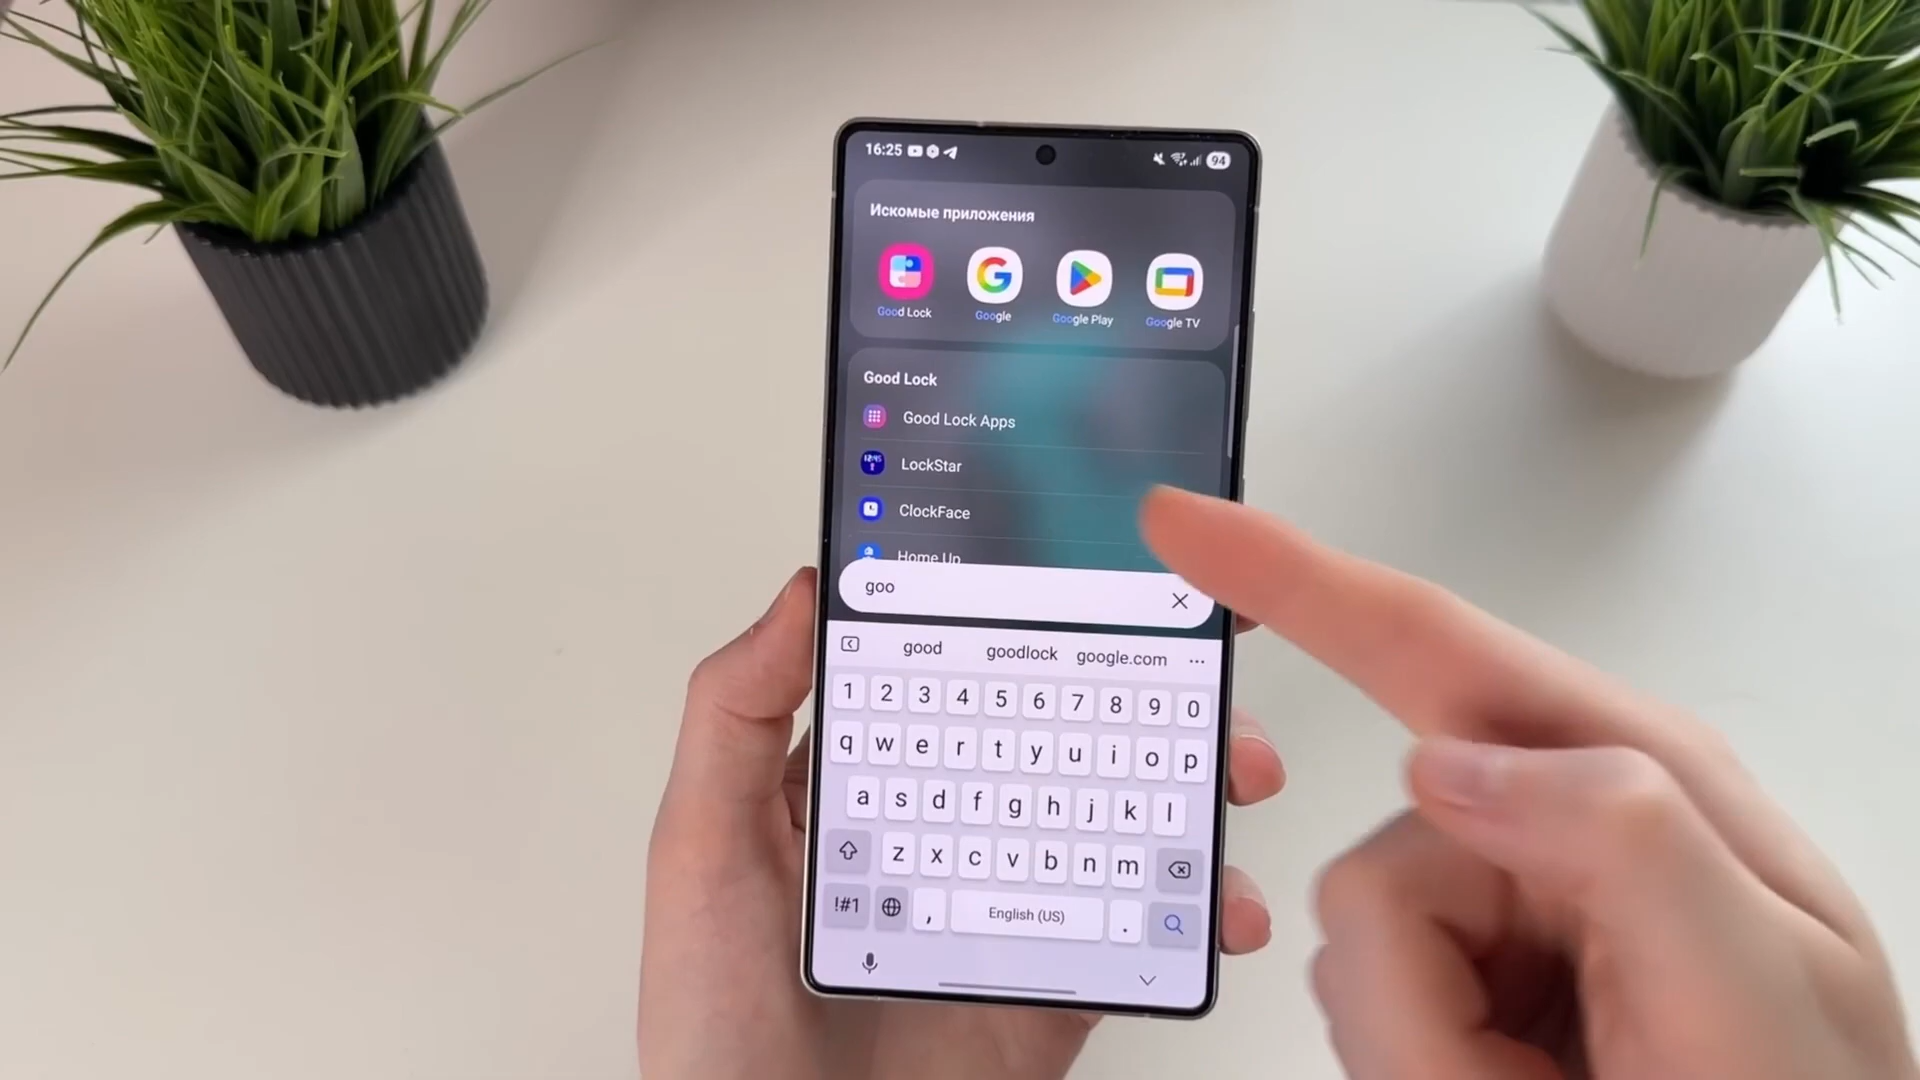 16:25
94
Искомые приложения
Good Lock Google Google Play Google TV
Good Lock
Good Lock Apps
12:45
LockStar
ClockFace
Home Up
goo
good goodlock google.com ...
1 2 3 4 5 6 7 8 9 0
q w e r t y u i o p
a s d f g h j k l
z x c v b n m
!#1 , English (US) .